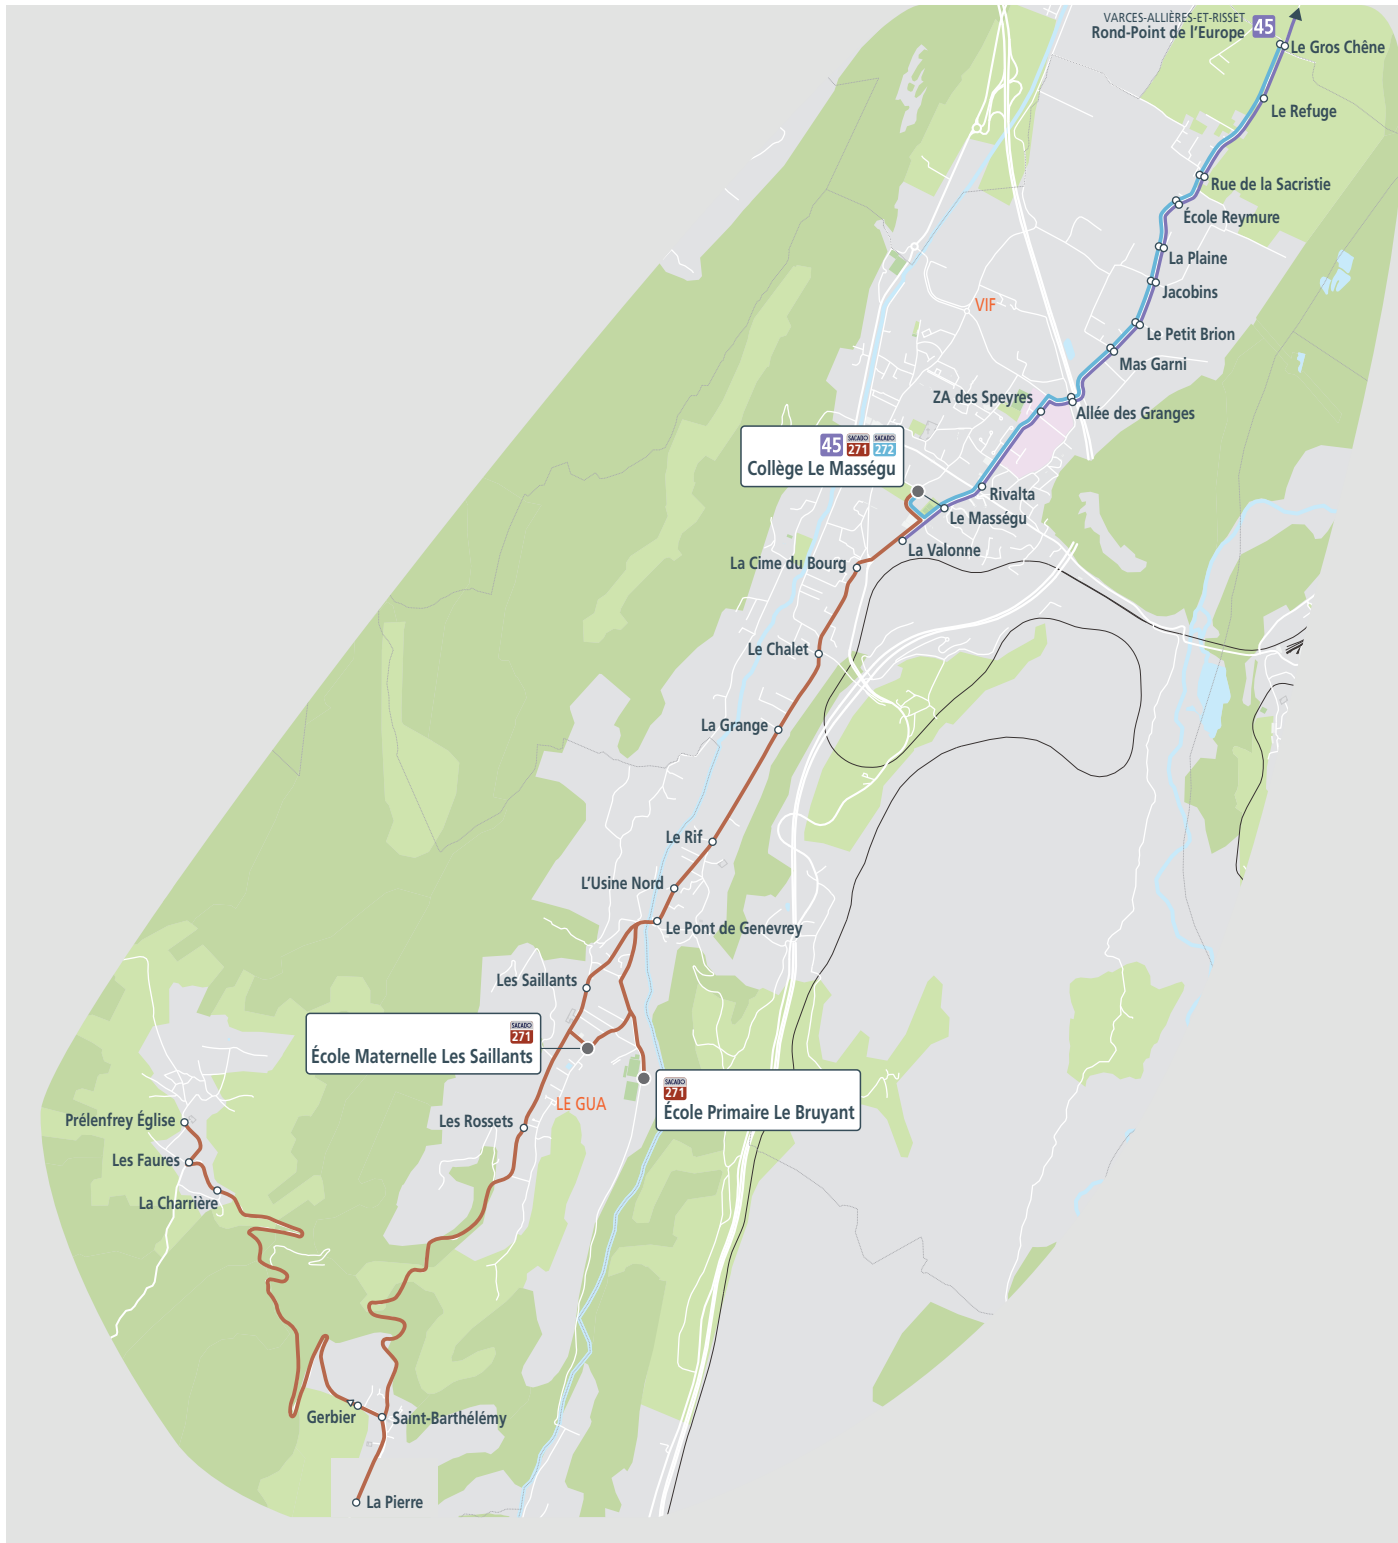 VARCES-ALLIÈRES-ET-RISSET
Rond-Point de l'Europe
45
Le Gros Chêne
Le Refuge
Rue de la Sacristie
École Reymure
La Plaine
Jacobins
VIF
Le Petit Brion
Mas Garni
ZA des Speyres
Allée des Granges
45 SACADO 271 SACADO 272
Collège Le Masségu
Rivalta
Le Masségu
La Valonne
La Cime du Bourg
Le Chalet
La Grange
Le Rif
L'Usine Nord
Le Pont de Genevrey
Les Saillants
SACADO 271
École Maternelle Les Saillants
SACADO 271
École Primaire Le Bruyant
LE GUA
Les Rossets
Prélenfrey Église
Les Faures
La Charrière
Gerbier
Saint-Barthélémy
La Pierre